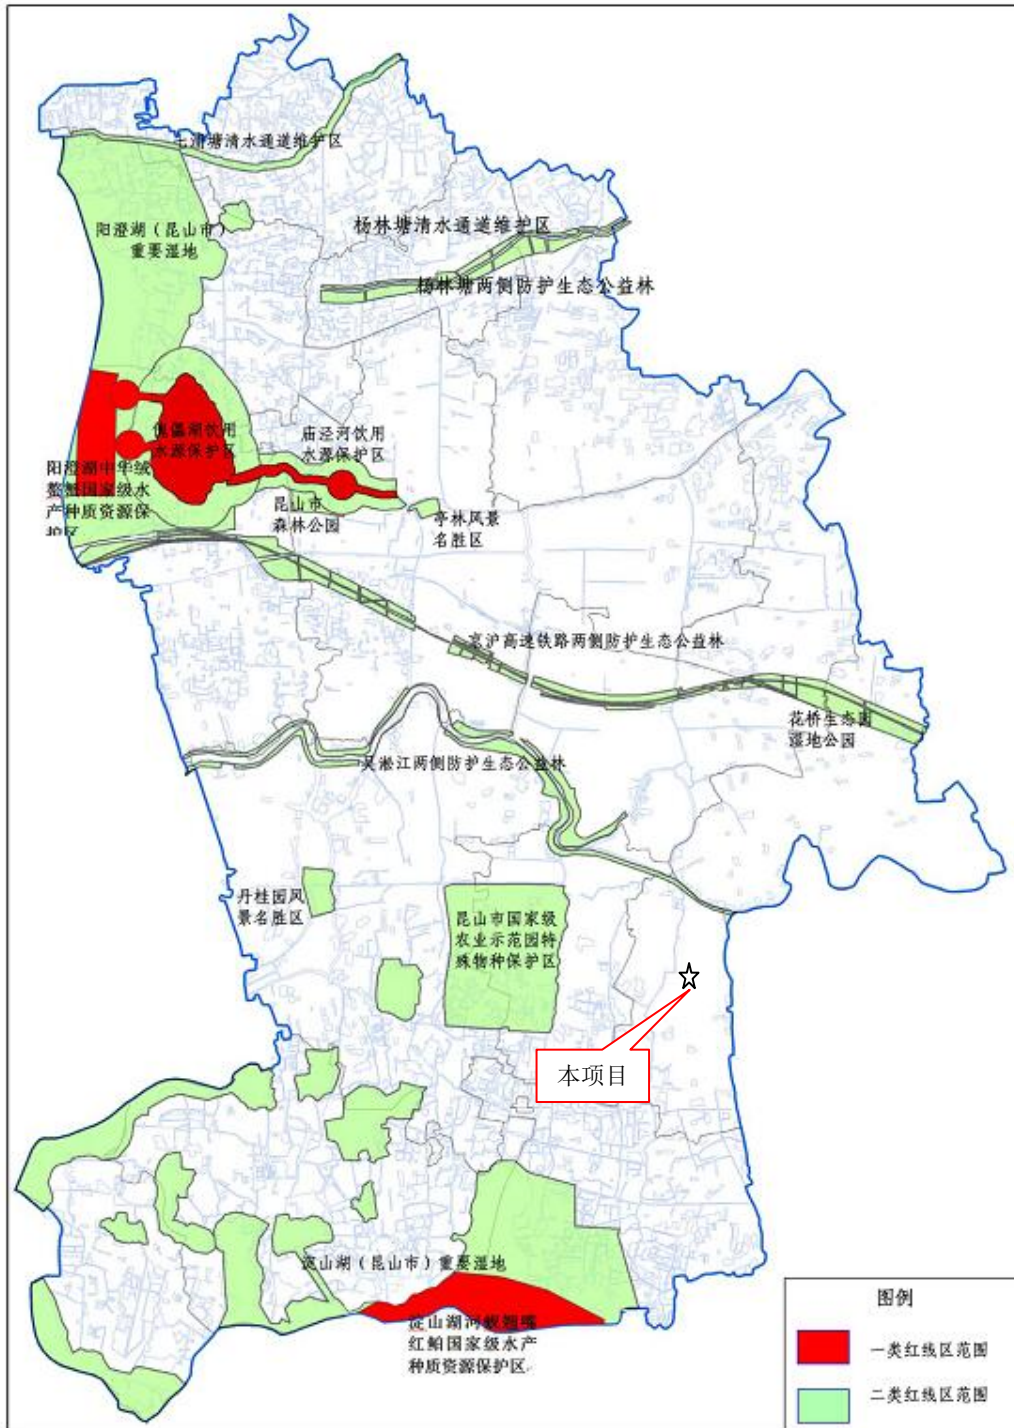 七浦塘清水通道维护区
阳澄湖（昆山市）
重要湿地
杨林塘清水通道维护区
杨林塘两侧防护生态公益林
傀儡湖饮用
水源保护区
庙泾河饮用
水源保护区
阳澄湖中华绒
螯蟹国家级水
产种质资源保
护区
昆山市
森林公园
亭林风景
名胜区
京沪高速铁路两侧防护生态公益林
花桥生态园
湿地公园
吴淞江两侧防护生态公益林
丹桂园风
景名胜区
昆山市国家级
农业示范园特
殊物种保护区
本项目
淀山湖（昆山市）重要湿地
淀山湖河蚬翘嘴
红鲌国家级水产
种质资源保护区
图例
一类红线区范围
二类红线区范围